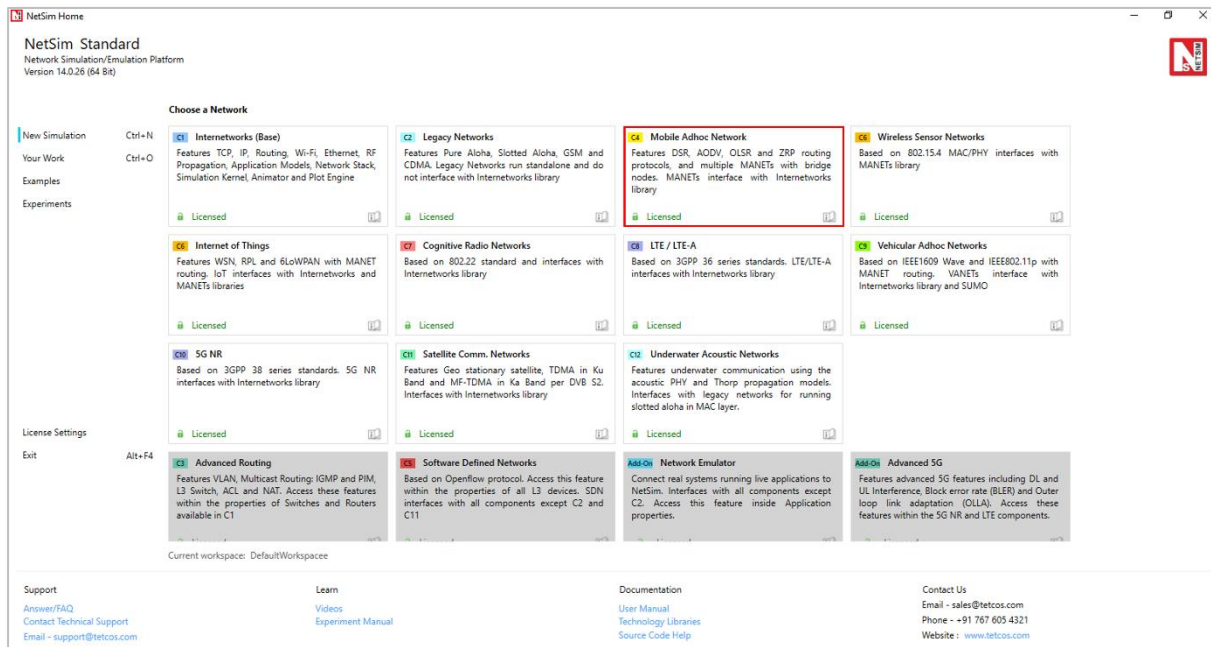 NetSim Home
NetSim Standard
Network Simulation/Emulation Platform
Version 14.0.26 (64 Bit)
NETSIM
Choose a Network
New Simulation Ctrl+N
Your Work Ctrl+O
Examples
Experiments
License Settings
Exit Alt+F4
C1 Internetworks (Base)
Features TCP, IP, Routing, Wi-Fi, Ethernet, RF
Propagation, Application Models, Network Stack,
Simulation Kernel, Animator and Plot Engine
Licensed
C2 Legacy Networks
Features Pure Aloha, Slotted Aloha, GSM and
CDMA. Legacy Networks run standalone and do
not interface with Internetworks library
Licensed
C4 Mobile Adhoc Network
Features DSR, AODV, OLSR and ZRP routing
protocols, and multiple MANETs with bridge
nodes. MANETs interface with Internetworks
library
Licensed
C6 Wireless Sensor Networks
Based on 802.15.4 MAC/PHY interfaces with
MANETs library
Licensed
C6 Internet of Things
Features WSN, RPL and 6LoWPAN with MANET
routing. IoT interfaces with Internetworks and
MANETs libraries
Licensed
C7 Cognitive Radio Networks
Based on 802.22 standard and interfaces with
Internetworks library
Licensed
C8 LTE / LTE-A
Based on 3GPP 36 series standards. LTE/LTE-A
interfaces with Internetworks library
Licensed
C9 Vehicular Adhoc Networks
Based on IEEE1609 Wave and IEEE802.11p with
MANET routing. VANETs interface with
Internetworks library and SUMO
Licensed
C10 5G NR
Based on 3GPP 38 series standards. 5G NR
interfaces with Internetworks library
Licensed
C11 Satellite Comm. Networks
Features Geo stationary satellite, TDMA in Ku
Band and MF-TDMA in Ka Band per DVB S2.
Interfaces with Internetworks library
Licensed
C12 Underwater Acoustic Networks
Features underwater communication using the
acoustic PHY and Thorp propagation models.
Interfaces with legacy networks for running
slotted aloha in MAC layer.
Licensed
C3 Advanced Routing
Features VLAN, Multicast Routing: IGMP and PIM,
L3 Switch, ACL and NAT. Access these features
within the properties of Switches and Routers
available in C1
C5 Software Defined Networks
Based on Openflow protocol. Access this feature
within the properties of all L3 devices. SDN
interfaces with all components except C2 and
C11
Add-On Network Emulator
Connect real systems running live applications to
NetSim. Interfaces with all components except
C2. Access this feature inside Application
properties.
Add-On Advanced 5G
Features advanced 5G features including DL and
UL Interference, Block error rate (BLER) and Outer
loop link adaptation (OLLA). Access these
features within the 5G NR and LTE components.
Current workspace: DefaultWorkspacee
Support
Answer/FAQ
Contact Technical Support
Email - support@tetcos.com
Learn
Videos
Experiment Manual
Documentation
User Manual
Technology Libraries
Source Code Help
Contact Us
Email - sales@tetcos.com
Phone - +91 767 605 4321
Website : www.tetcos.com